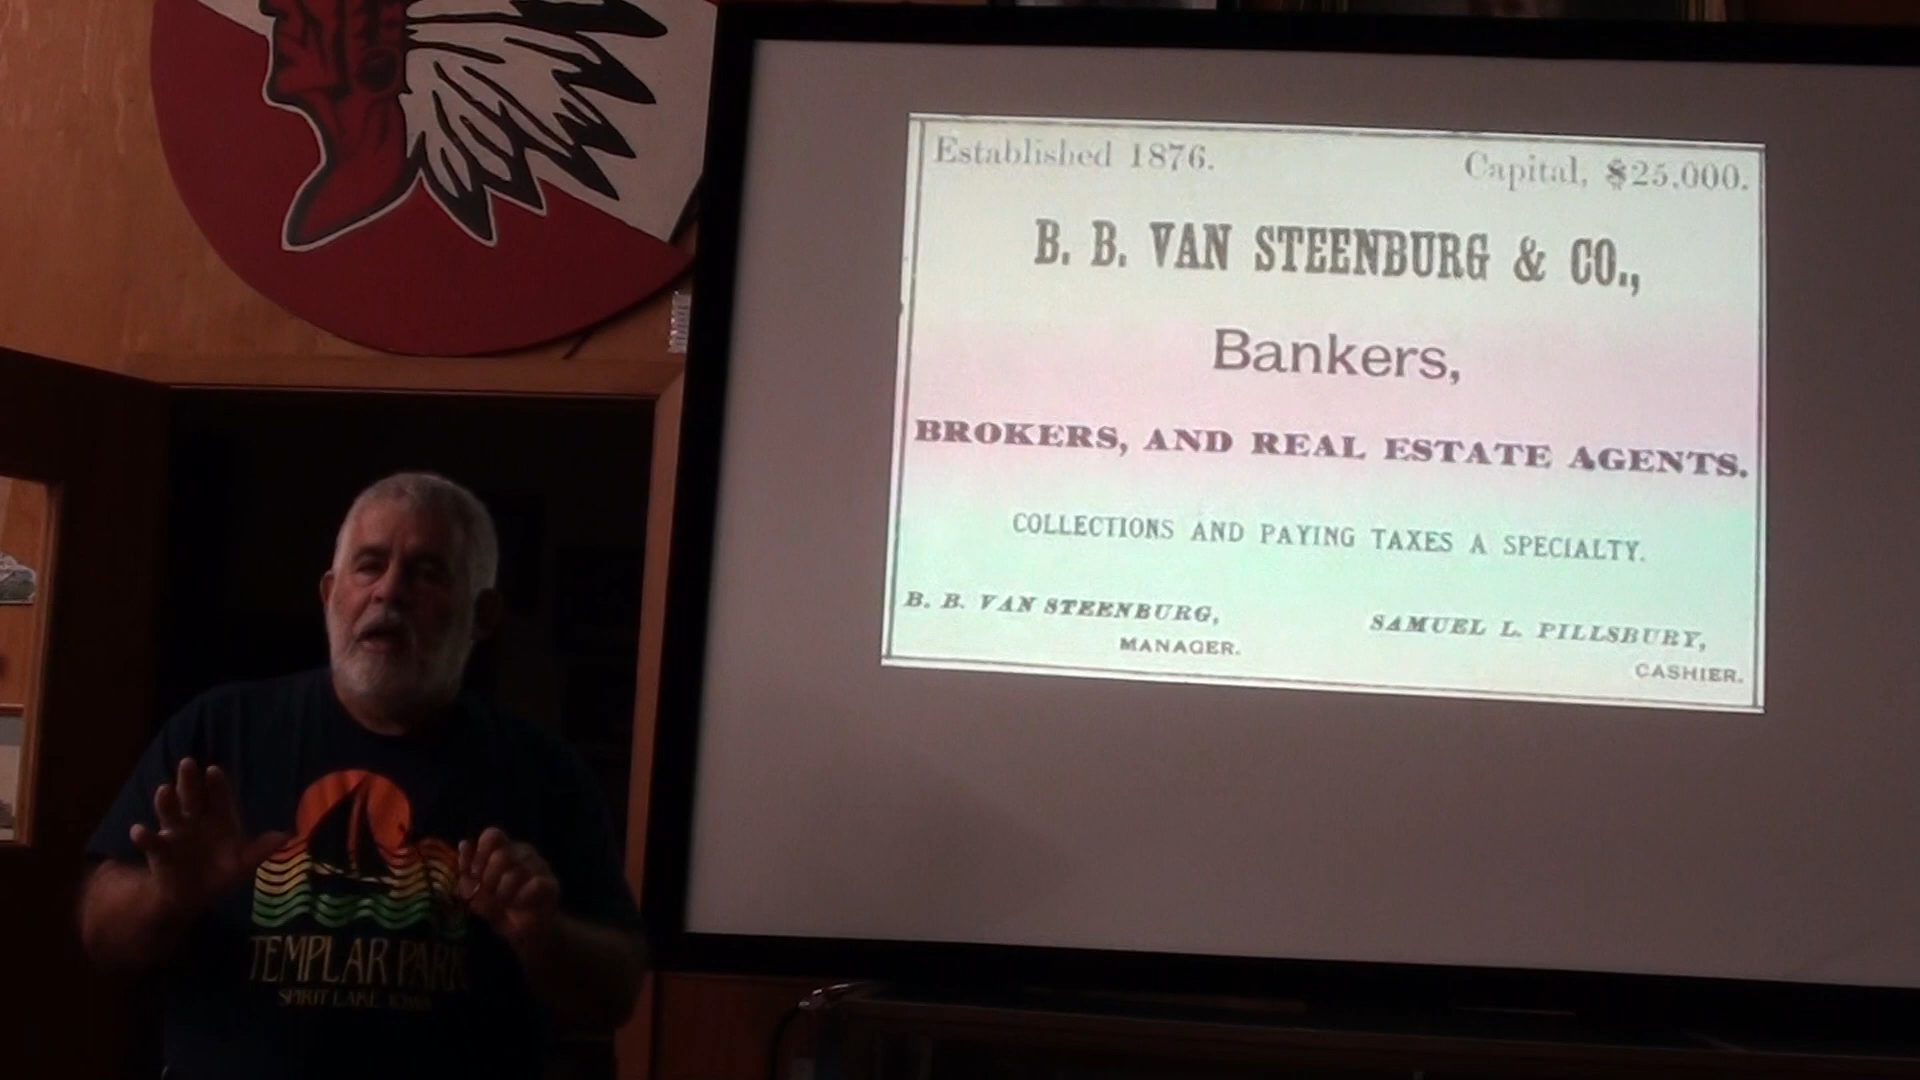 Established 1876. Capital, $25,000.
B. B. VAN STEENBURG & CO.,
Bankers,
BROKERS, AND REAL ESTATE AGENTS.
COLLECTIONS AND PAYING TAXES A SPECIALTY.
B. B. VAN STEENBURG, SAMUEL L. PILLSBURY,
MANAGER. CASHIER.
TEMPLAR PARK
SPIRIT LAKE IOWA